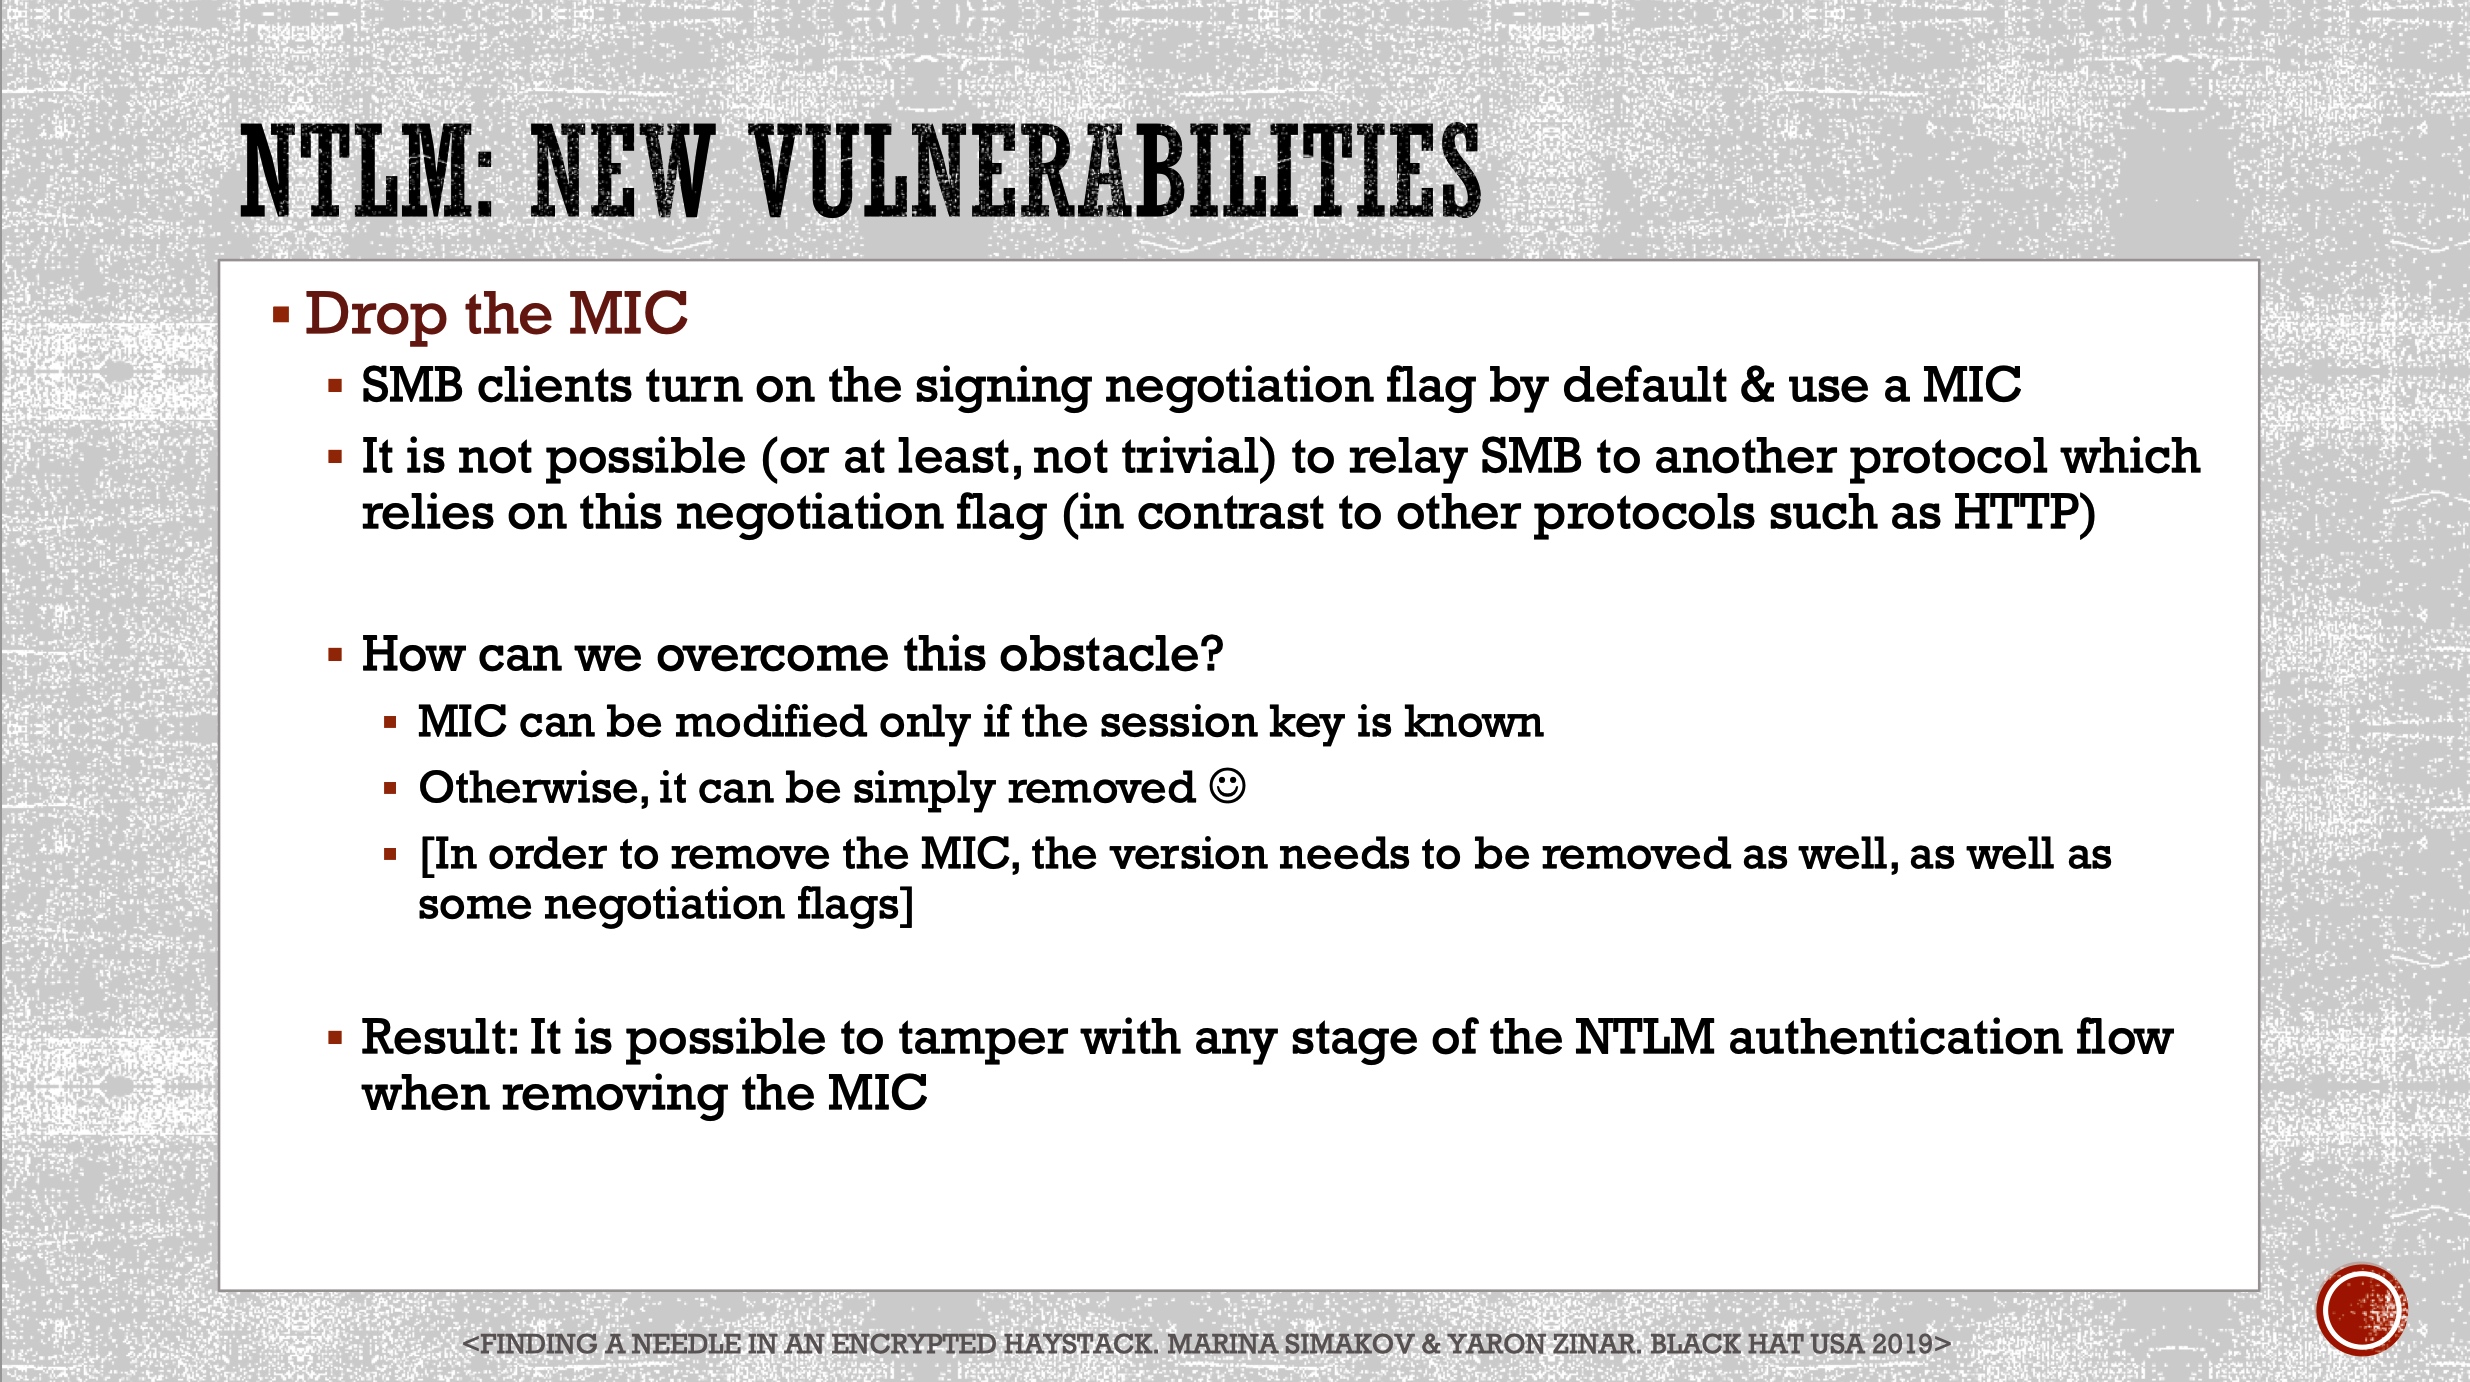 NTLM: NEW VULNERABILITIES
▪ Drop the MIC
▪ SMB clients turn on the signing negotiation flag by default & use a MIC
▪ It is not possible (or at least, not trivial) to relay SMB to another protocol which
relies on this negotiation flag (in contrast to other protocols such as HTTP)
▪ How can we overcome this obstacle?
▪ MIC can be modified only if the session key is known
▪ Otherwise, it can be simply removed ☺
▪ [In order to remove the MIC, the version needs to be removed as well, as well as
some negotiation flags]
▪ Result: It is possible to tamper with any stage of the NTLM authentication flow
when removing the MIC
<FINDING A NEEDLE IN AN ENCRYPTED HAYSTACK. MARINA SIMAKOV & YARON ZINAR. BLACK HAT USA 2019>